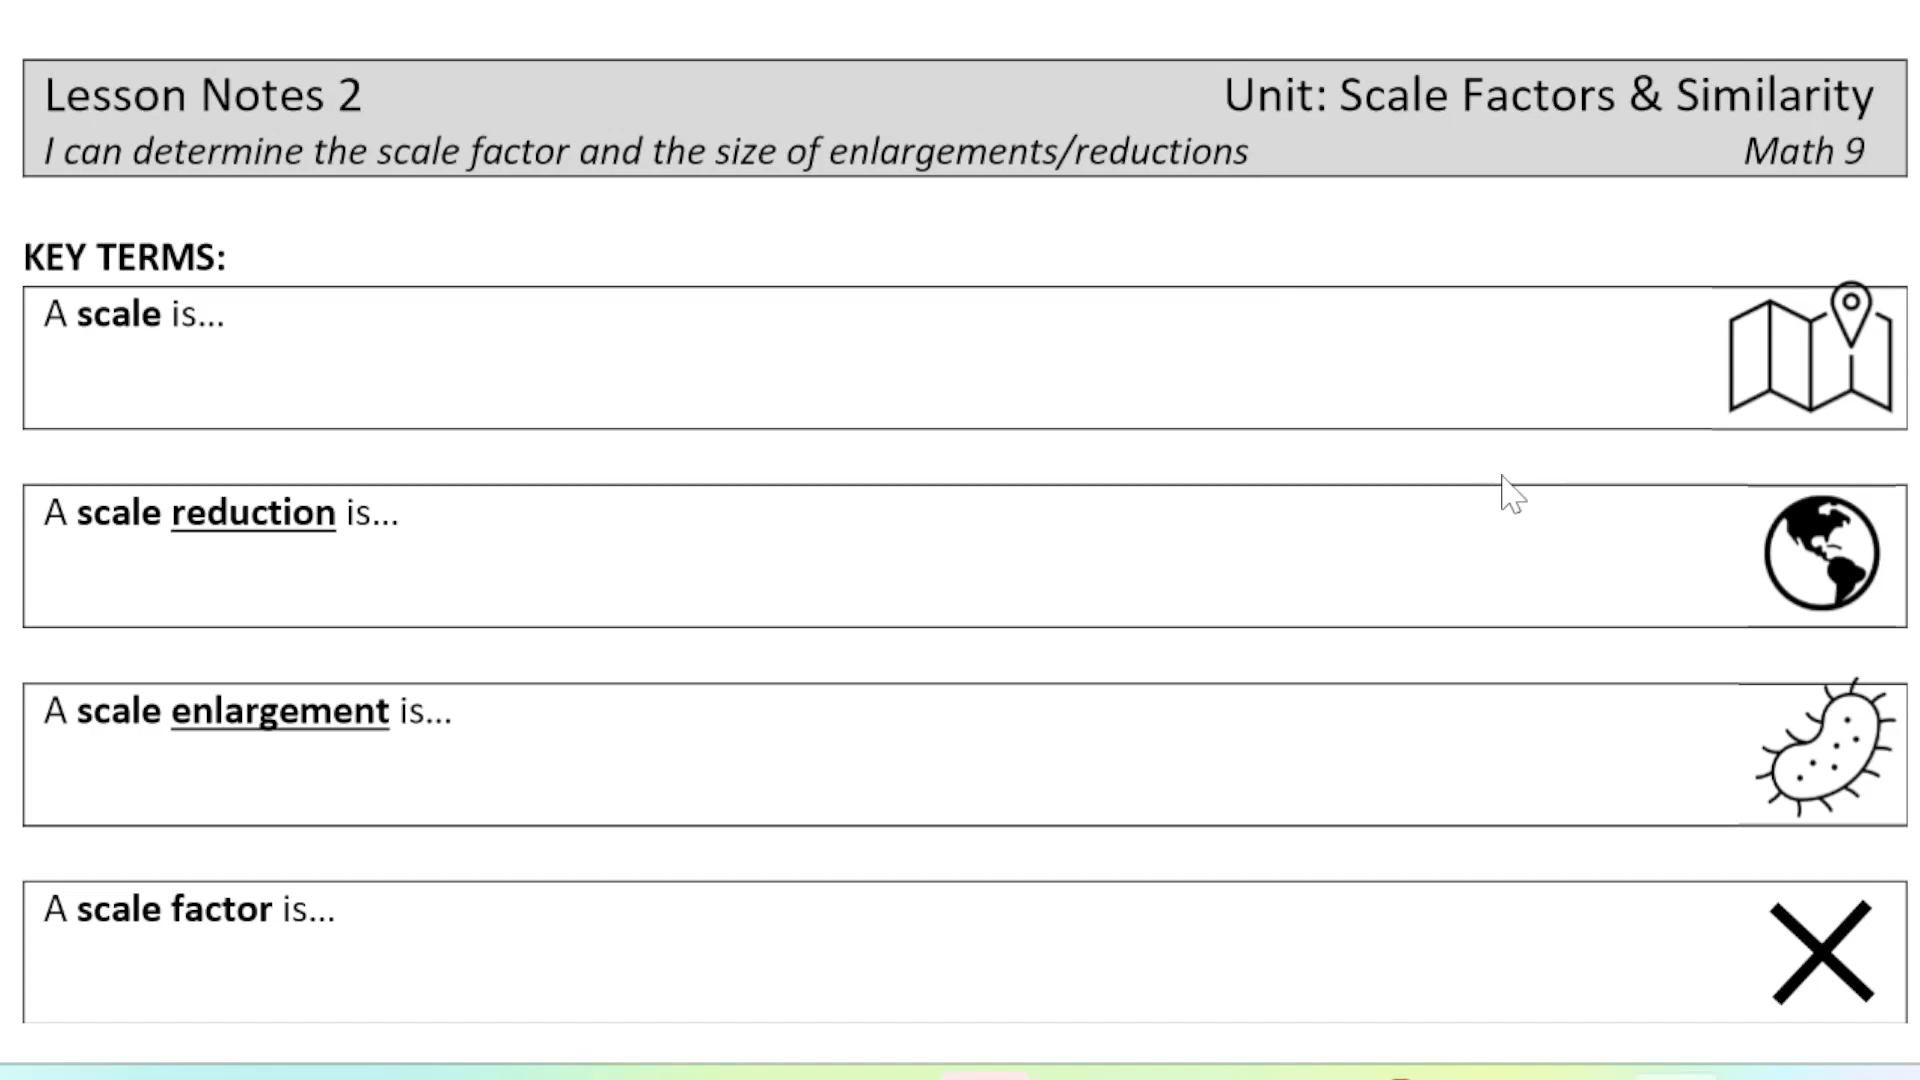 Lesson Notes 2 Unit: Scale Factors & Similarity
I can determine the scale factor and the size of enlargements/reductions Math 9
KEY TERMS:
A scale is...
A scale reduction is...
A scale enlargement is...
A scale factor is...